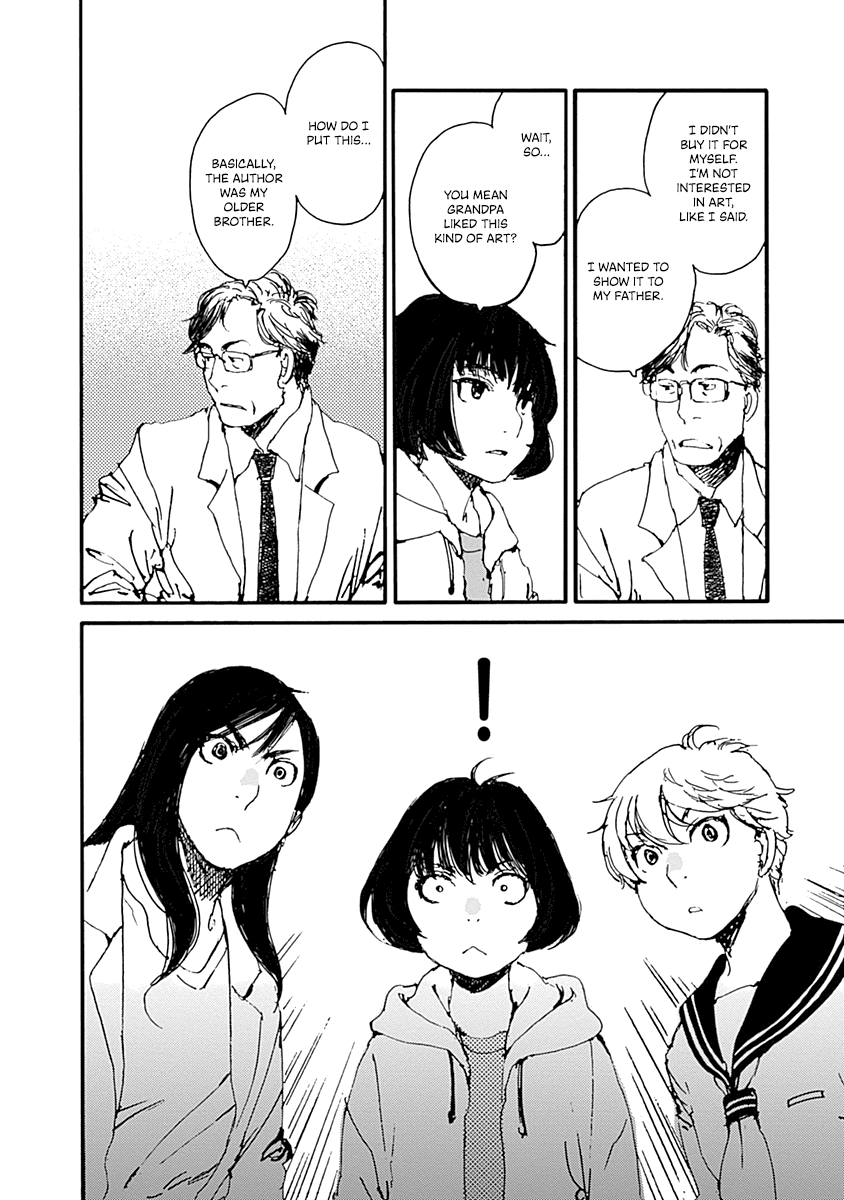 I DIDN'T
BUY IT FOR
MYSELF.
I'M NOT
INTERESTED
IN ART,
LIKE I SAID.
I WANTED TO
SHOW IT TO
MY FATHER.
WAIT,
SO...
YOU MEAN
GRANDPA
LIKED THIS
KIND OF ART?
HOW DO I
PUT THIS...
BASICALLY,
THE AUTHOR
WAS MY
OLDER
BROTHER.
!